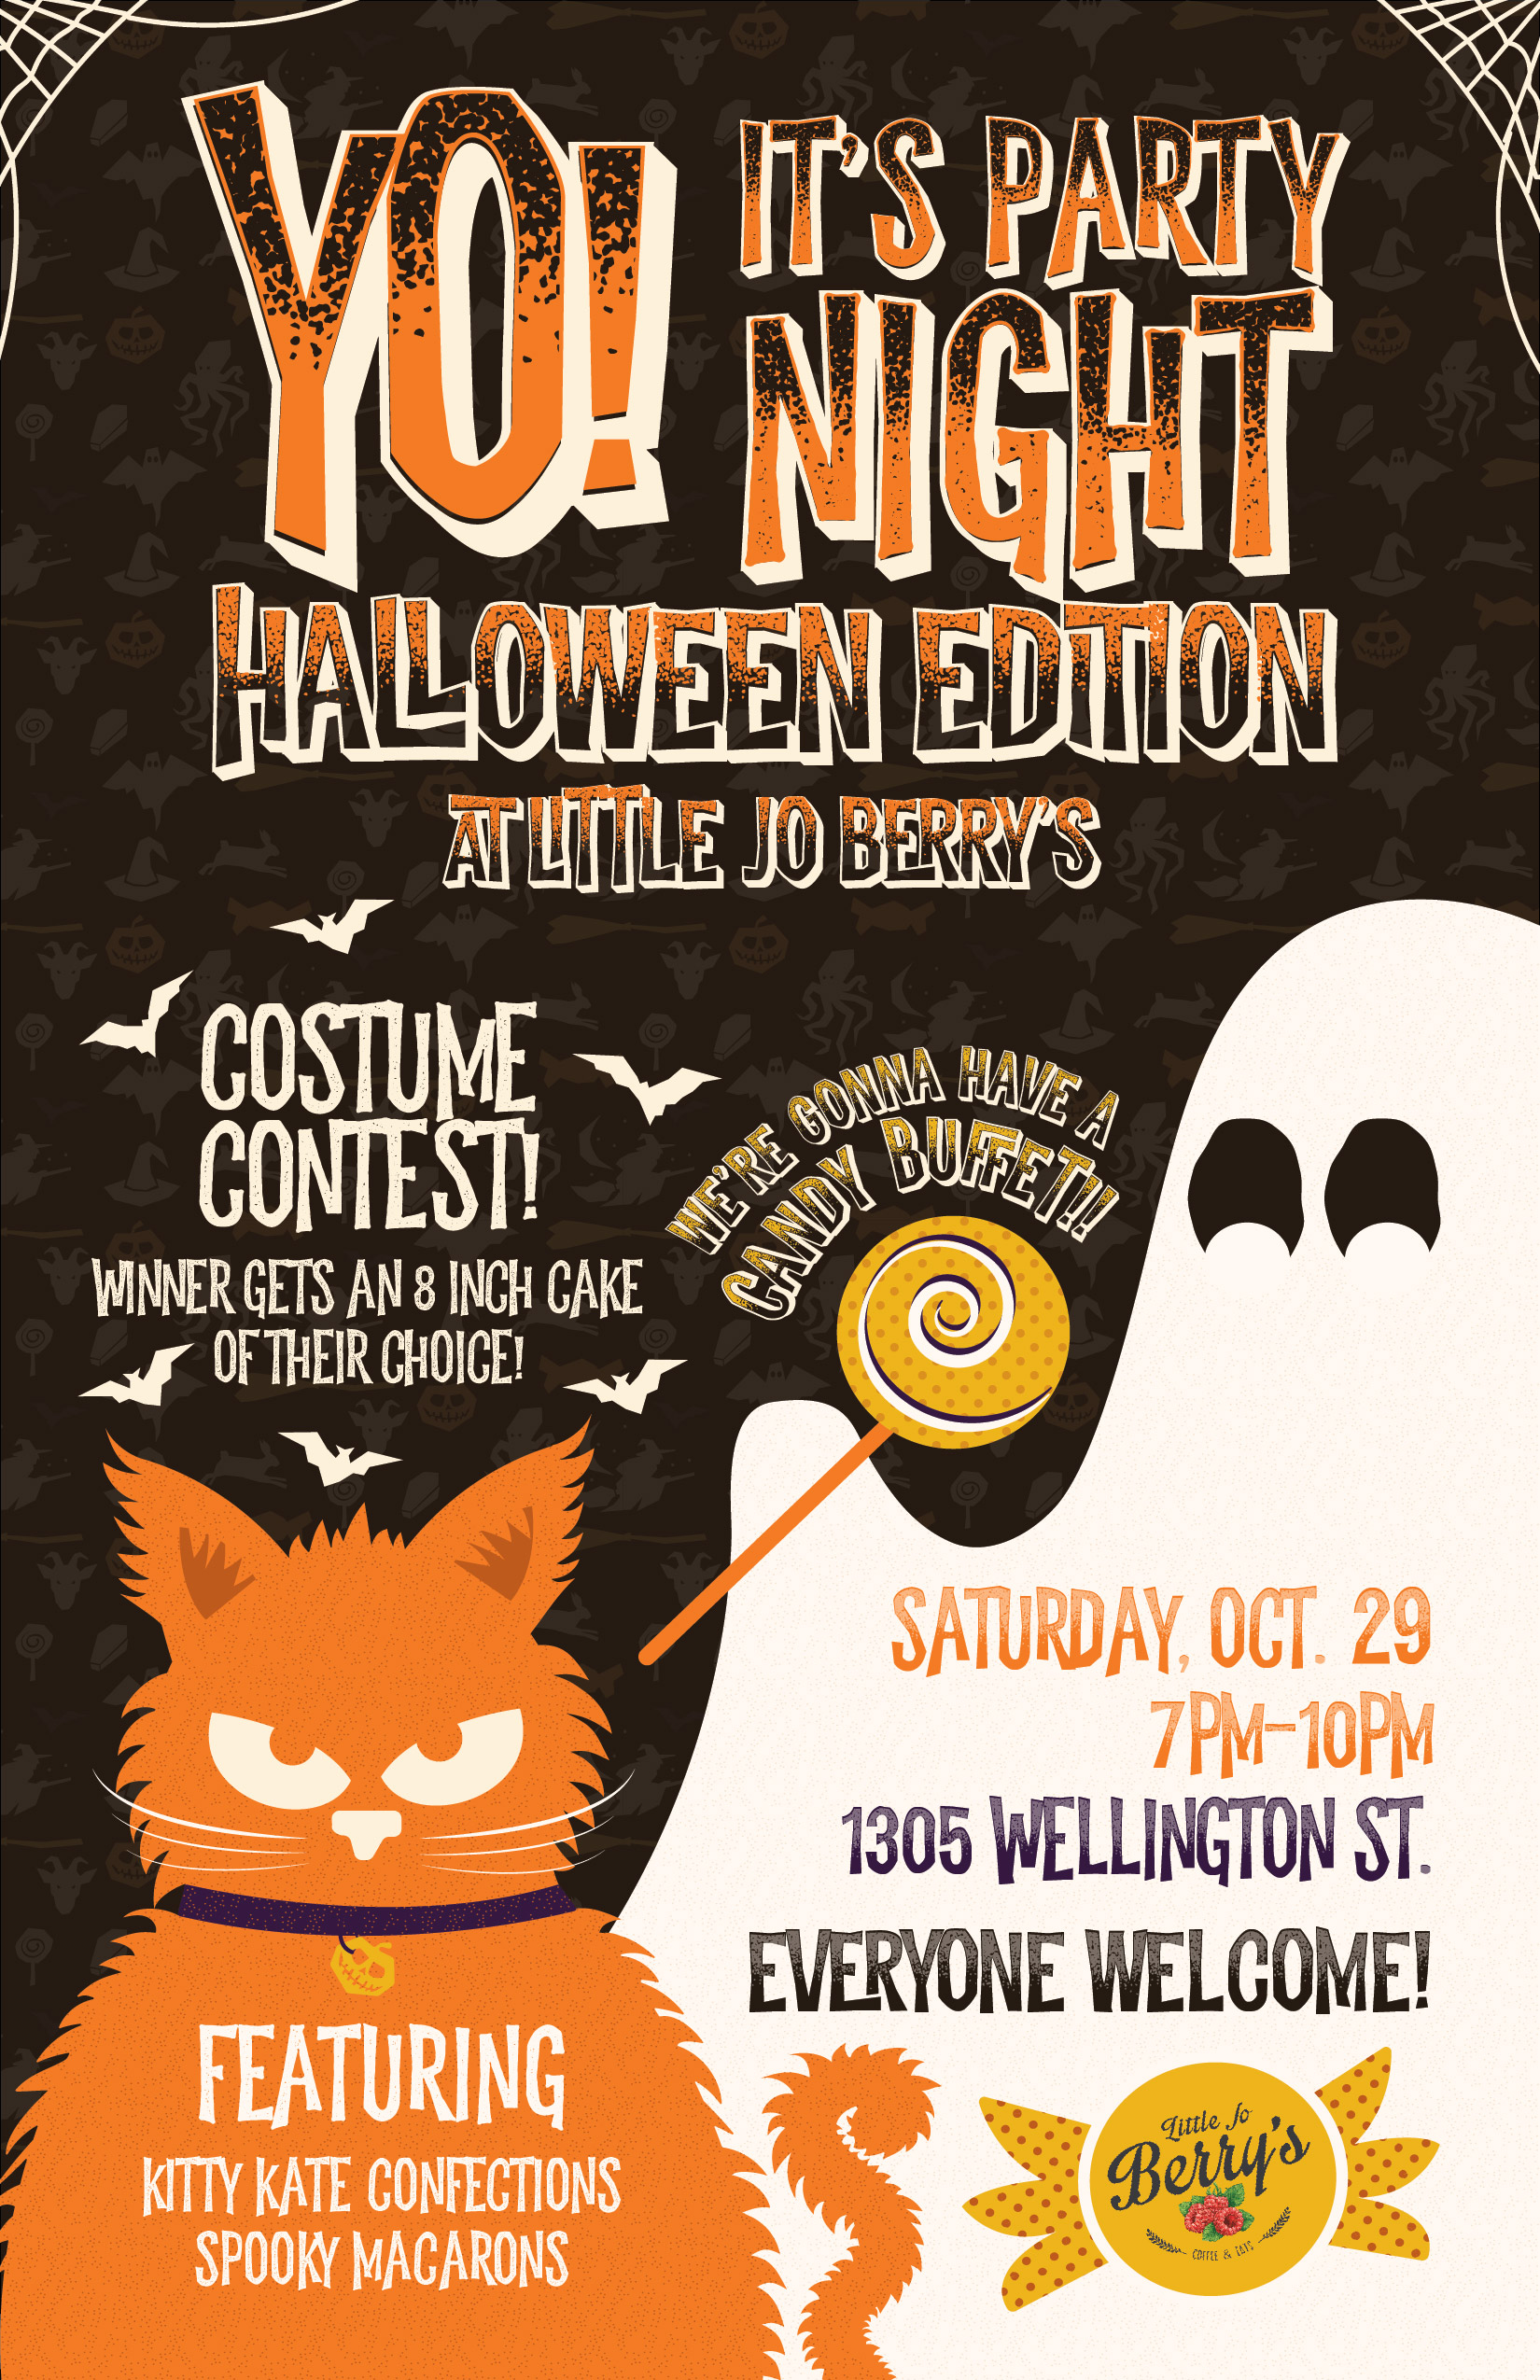 YO!
IT'S PARTY
NIGHT
HALLOWEEN EDTION
AT LITTLE JO BERRY'S
COSTUME
CONTEST!
WINNER GETS AN 8 INCH CAKE
OF THEIR CHOICE!
WE'RE GONNA HAVE A
CANDY BUFFET!!
SATURDAY, OCT. 29
7PM-10PM
1305 WELLINGTON ST.
EVERYONE WELCOME!
FEATURING
KITTY KATE CONFECTIONS
SPOOKY MACARONS
Little Jo
Berry's
COFFEE & EATS